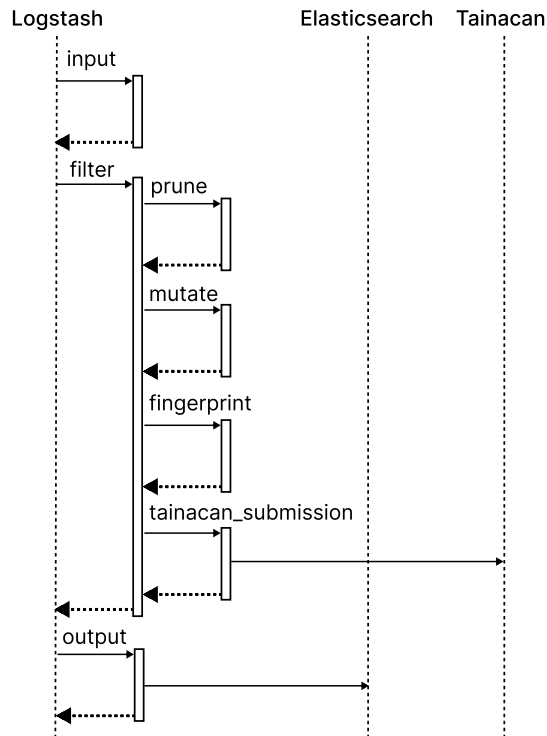 Logstash
Elasticsearch
Tainacan
input
filter
prune
mutate
fingerprint
tainacan_submission
output